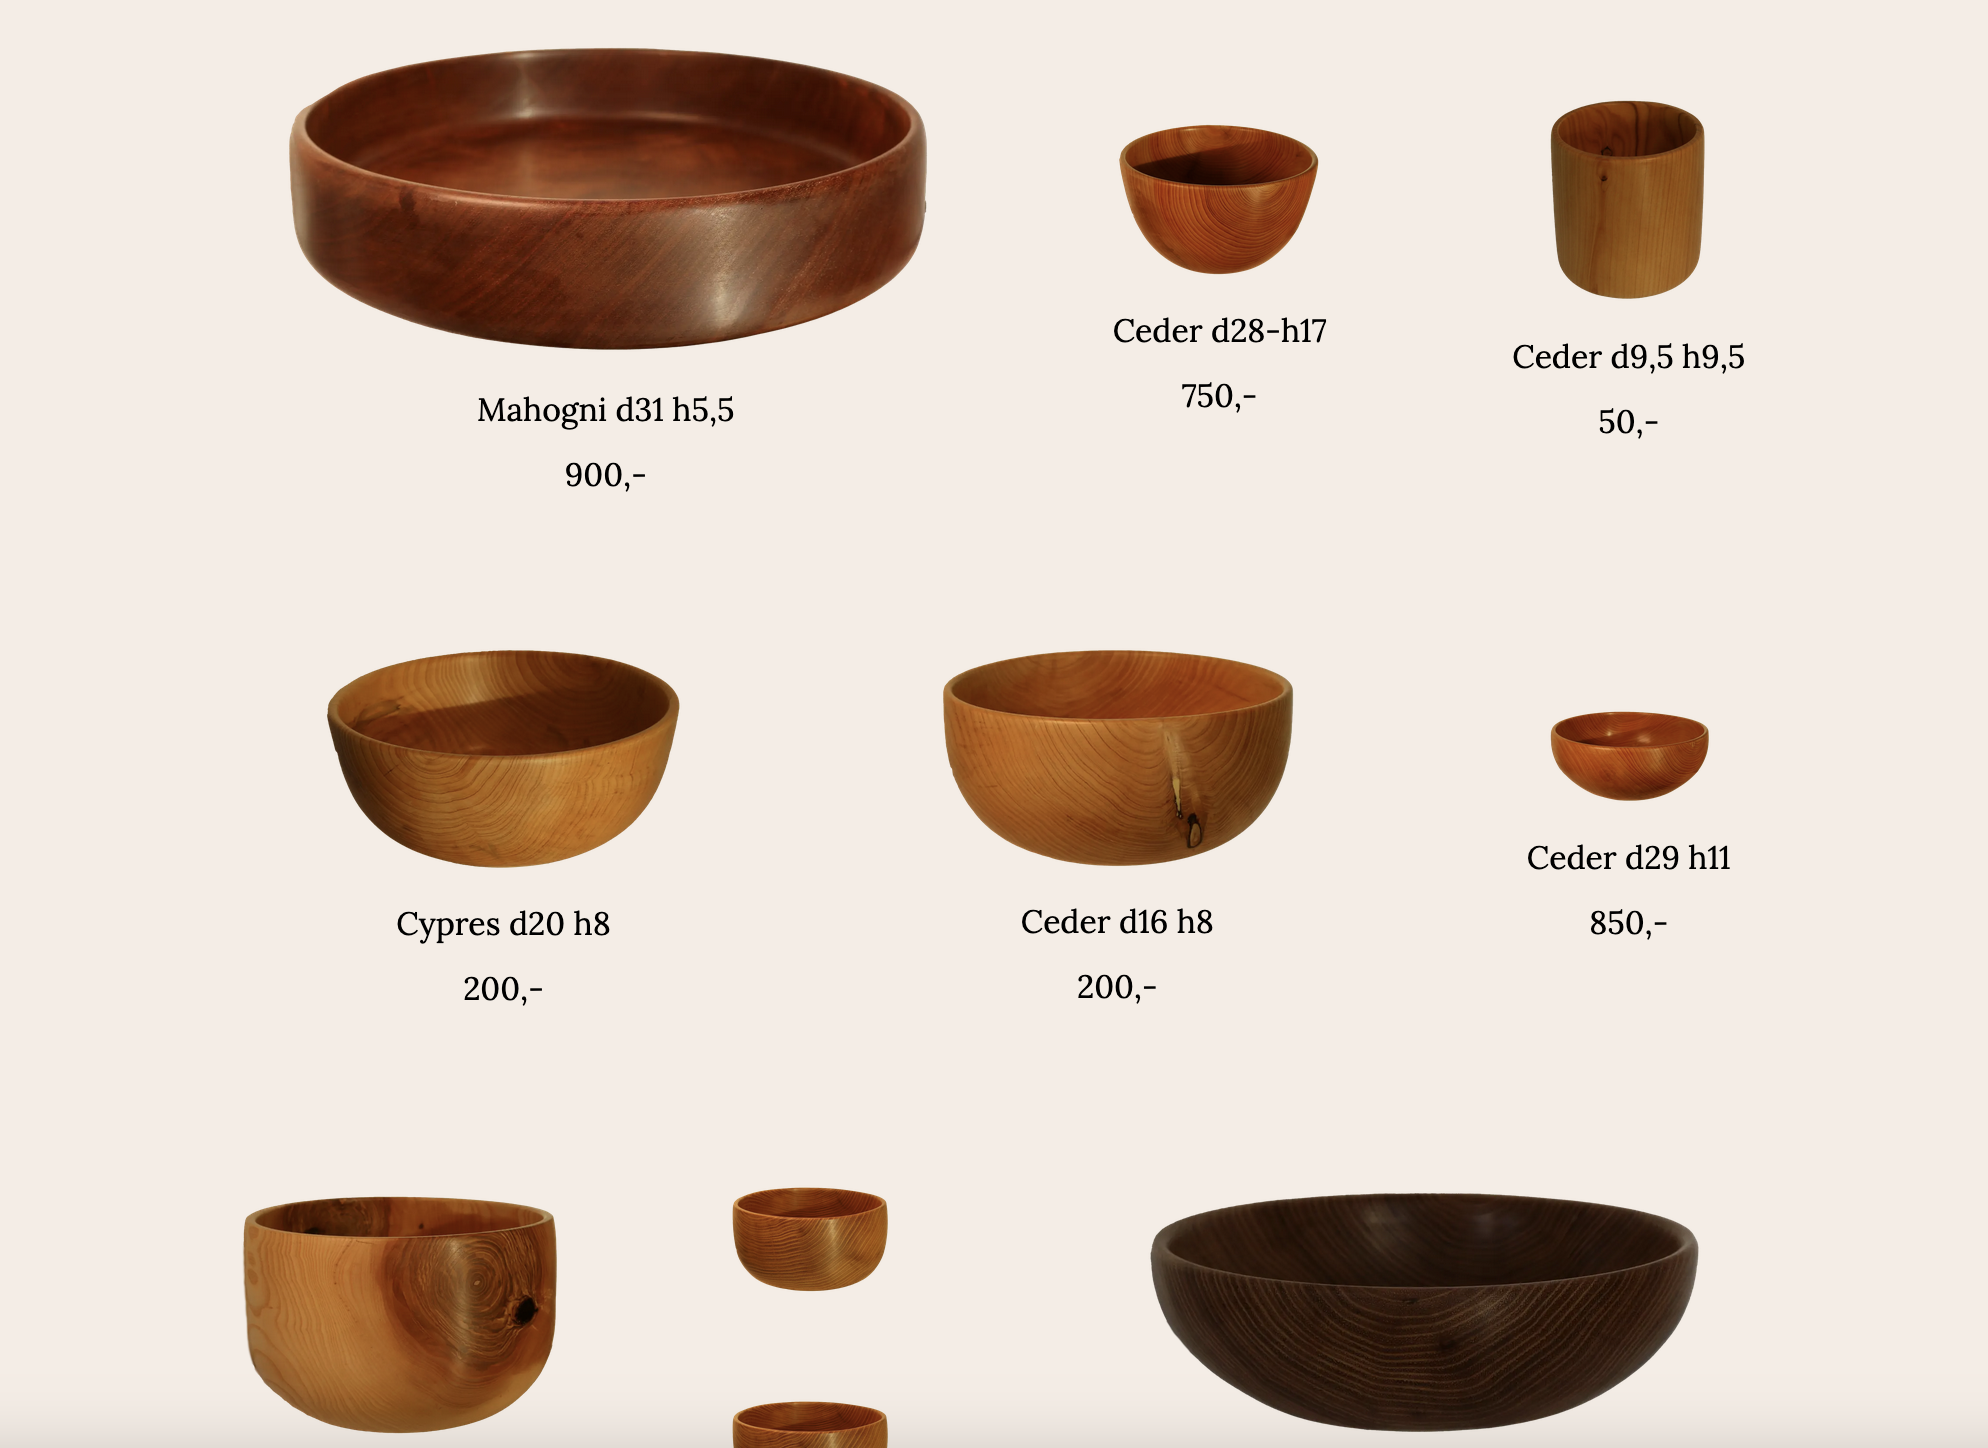 Mahogni d31 h5,5
900,-
Ceder d28-h17
750,-
Ceder d9,5 h9,5
50,-
Cypres d20 h8
200,-
Ceder d16 h8
200,-
Ceder d29 h11
850,-